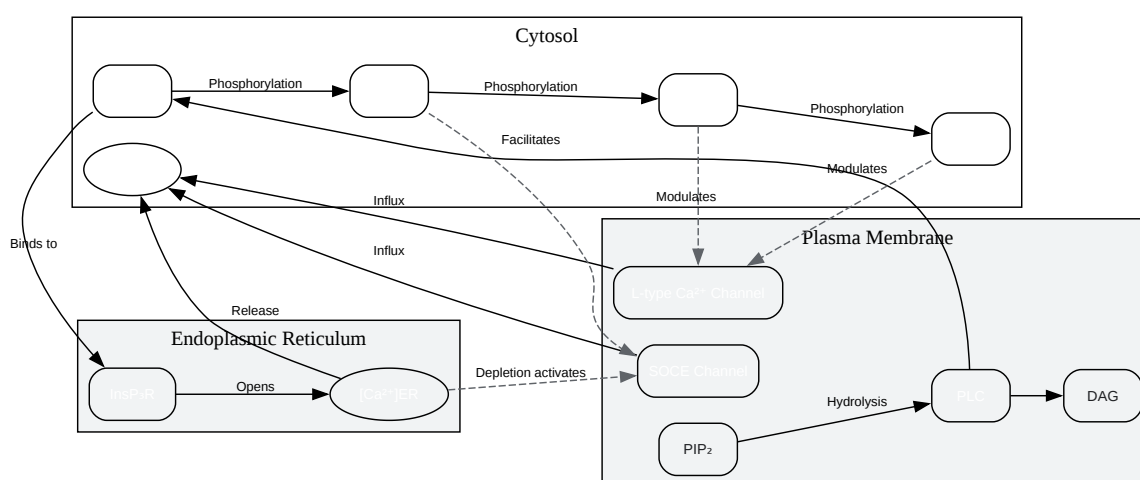 Cytosol
Phosphorylation
Phosphorylation
Phosphorylation
Facilitates
Modulates
Modulates
Influx
Plasma Membrane
Binds to
Influx
L-type Ca²⁺ Channel
Release
Endoplasmic Reticulum
SOCE Channel
Depletion activates
InsP₃R
Opens
[Ca²⁺]ER
Hydrolysis
PLC
DAG
PIP₂